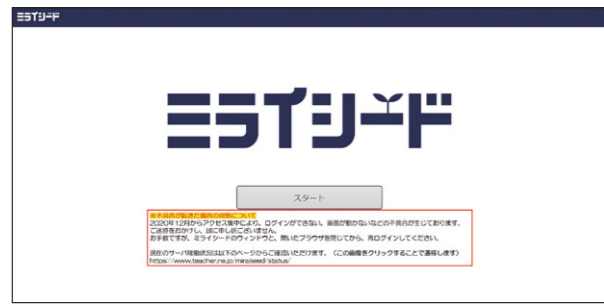 ミライシード
ミライシード
スタート
※不具合が起きた場合の対処について
2020年12月からアクセス集中により、ログインができない、画面が動かないなどの不具合が生じております。
ご迷惑をおかけし、誠に申し訳ございません。
お手数ですが、ミライシードのウィンドウと、開いたブラウザを閉じてから、再ログインしてください。
現在のサーバ稼働状況は以下のページからご確認いただけます。（この画像をクリックすることで遷移します）
https://www.teacher.ne.jp/miraiseed/status/